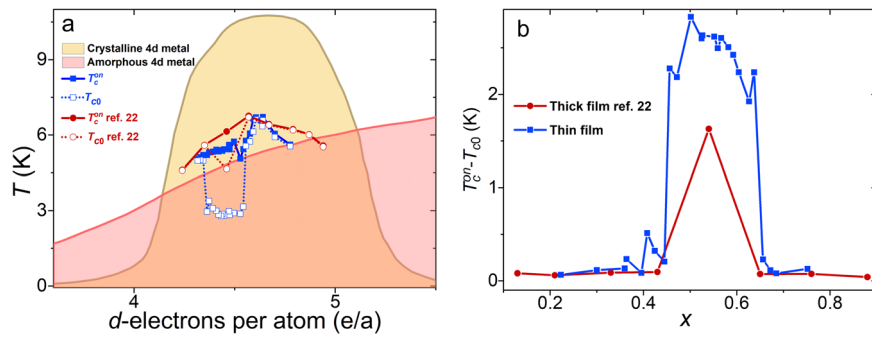 a
Crystalline 4d metal
Amorphous 4d metal
T_c^on
T_c0
T_c^on ref. 22
T_c0 ref. 22
9
6
3
0
T (K)
4
5
d-electrons per atom (e/a)
b
Thick film ref. 22
Thin film
2
1
0
T_c^on-T_c0 (K)
0.2
0.4
0.6
0.8
x